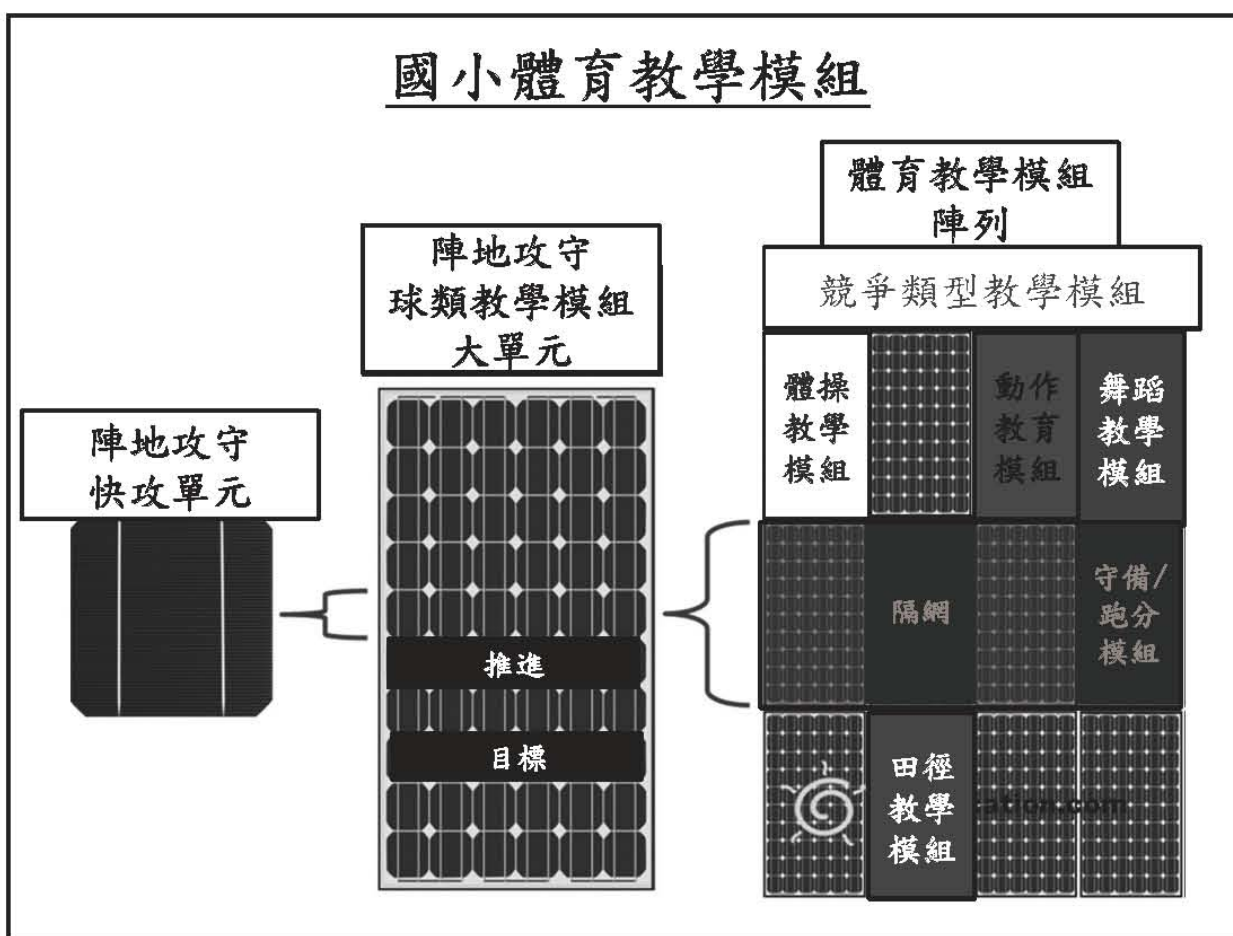 國小體育教學模組
體育教學模組
陣列
陣地攻守
球類教學模組
大單元
競爭類型教學模組
陣地攻守
快攻單元
體操
教學
模組
動作
教育
模組
舞蹈
教學
模組
推進
目標
隔網
守備/
跑分
模組
田徑
教學
模組
ation.com